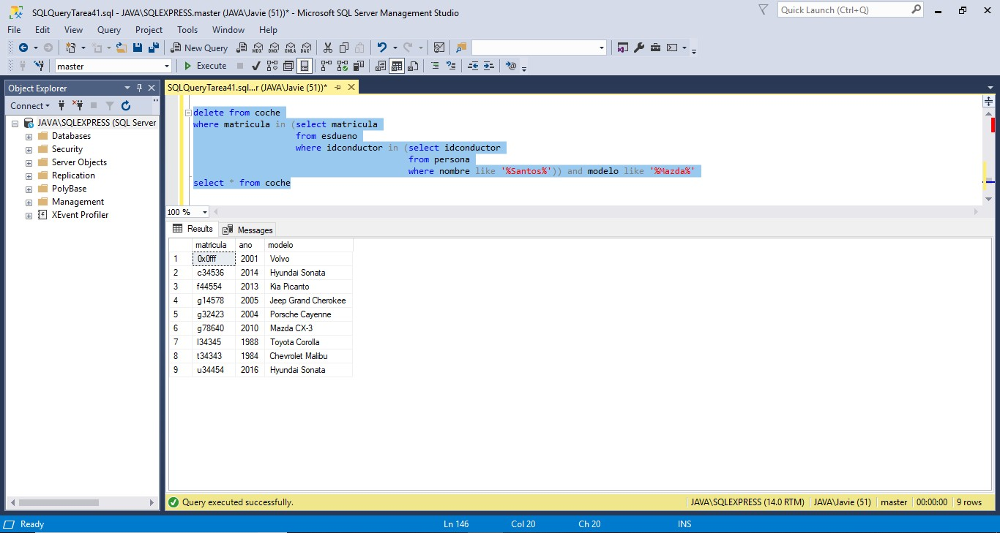 SQLQueryTarea41.sql - JAVA\SQLEXPRESS.master (JAVA\Javie (51))* - Microsoft SQL Server Management Studio
Quick Launch (Ctrl+Q)
File Edit View Query Project Tools Window Help
New Query MDX DMX XMLA DAX
master Execute
Object Explorer
SQLQueryTarea41.sql...r (JAVA\Javie (51))*
Connect
JAVA\SQLEXPRESS (SQL Server
Databases
Security
Server Objects
Replication
PolyBase
Management
XEvent Profiler
delete from coche
where matricula in (select matricula
from esdueno
where idconductor in (select idconductor
from persona
where nombre like '%Santos%')) and modelo like '%Mazda%'
select * from coche
100 %
Results Messages
matricula ano modelo
1 0x0fff 2001 Volvo
2 c34536 2014 Hyundai Sonata
3 f44554 2013 Kia Picanto
4 g14578 2005 Jeep Grand Cherokee
5 g32423 2004 Porsche Cayenne
6 g78640 2010 Mazda CX-3
7 l34345 1988 Toyota Corolla
8 t34343 1984 Chevrolet Malibu
9 u34454 2016 Hyundai Sonata
Query executed successfully. JAVA\SQLEXPRESS (14.0 RTM) JAVA\Javie (51) master 00:00:00 9 rows
Ready Ln 146 Col 20 Ch 20 INS